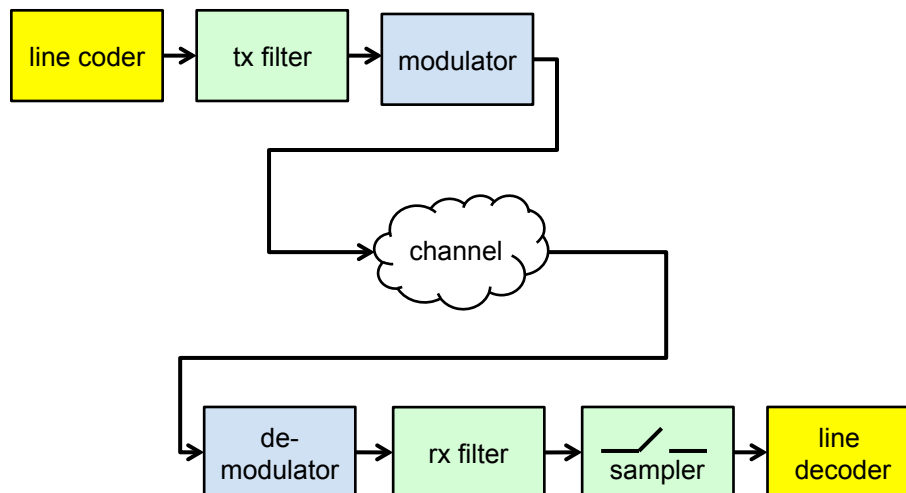 line coder
tx filter
modulator
channel
de-
modulator
rx filter
sampler
line
decoder